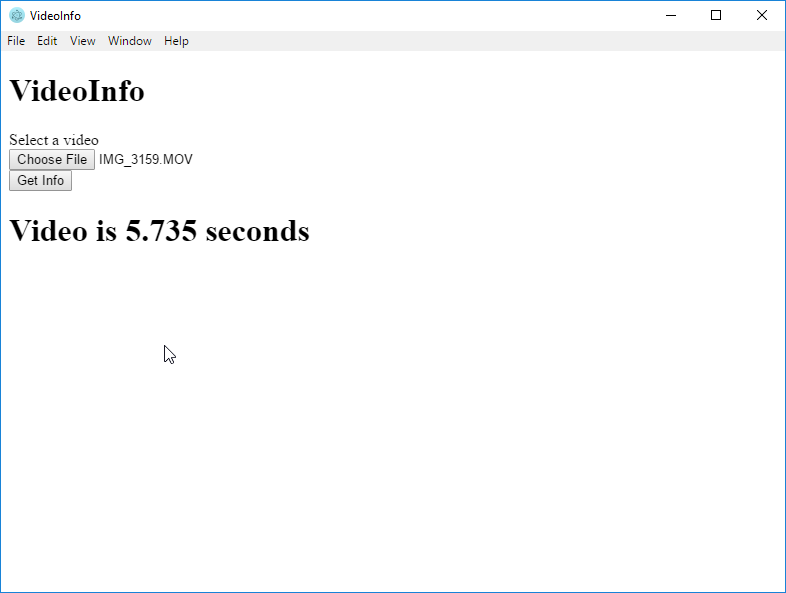 VideoInfo
File Edit View Window Help
VideoInfo
Select a video
Choose File IMG_3159.MOV
Get Info
Video is 5.735 seconds